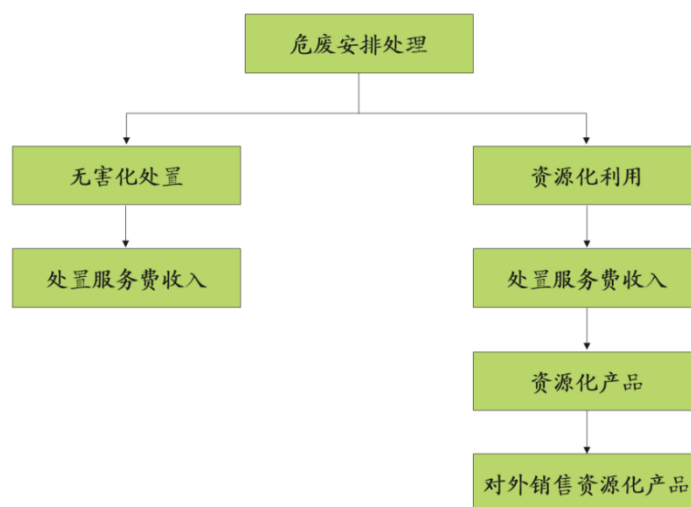 危废安排处理
无害化处置
资源化利用
处置服务费收入
处置服务费收入
资源化产品
对外销售资源化产品